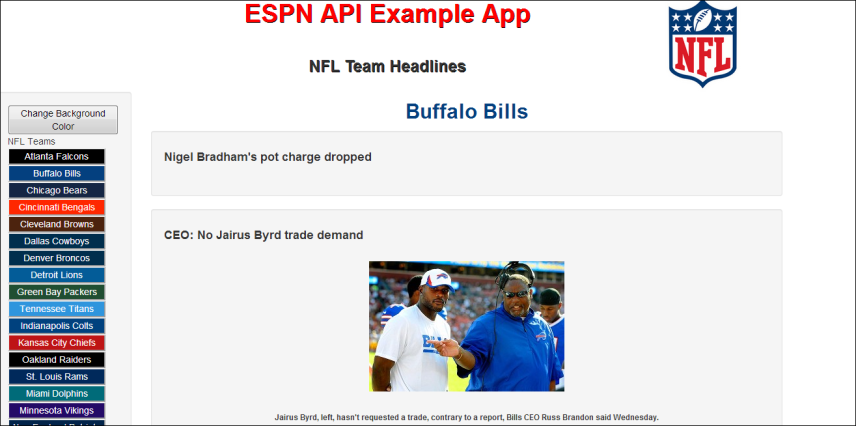 ESPN API Example App
NFL
NFL Team Headlines
Change Background
Color
NFL Teams
Atlanta Falcons
Buffalo Bills
Chicago Bears
Cincinnati Bengals
Cleveland Browns
Dallas Cowboys
Denver Broncos
Detroit Lions
Green Bay Packers
Tennessee Titans
Indianapolis Colts
Kansas City Chiefs
Oakland Raiders
St. Louis Rams
Miami Dolphins
Minnesota Vikings
Buffalo Bills
Nigel Bradham's pot charge dropped
CEO: No Jairus Byrd trade demand
Jairus Byrd, left, hasn't requested a trade, contrary to a report, Bills CEO Russ Brandon said Wednesday.